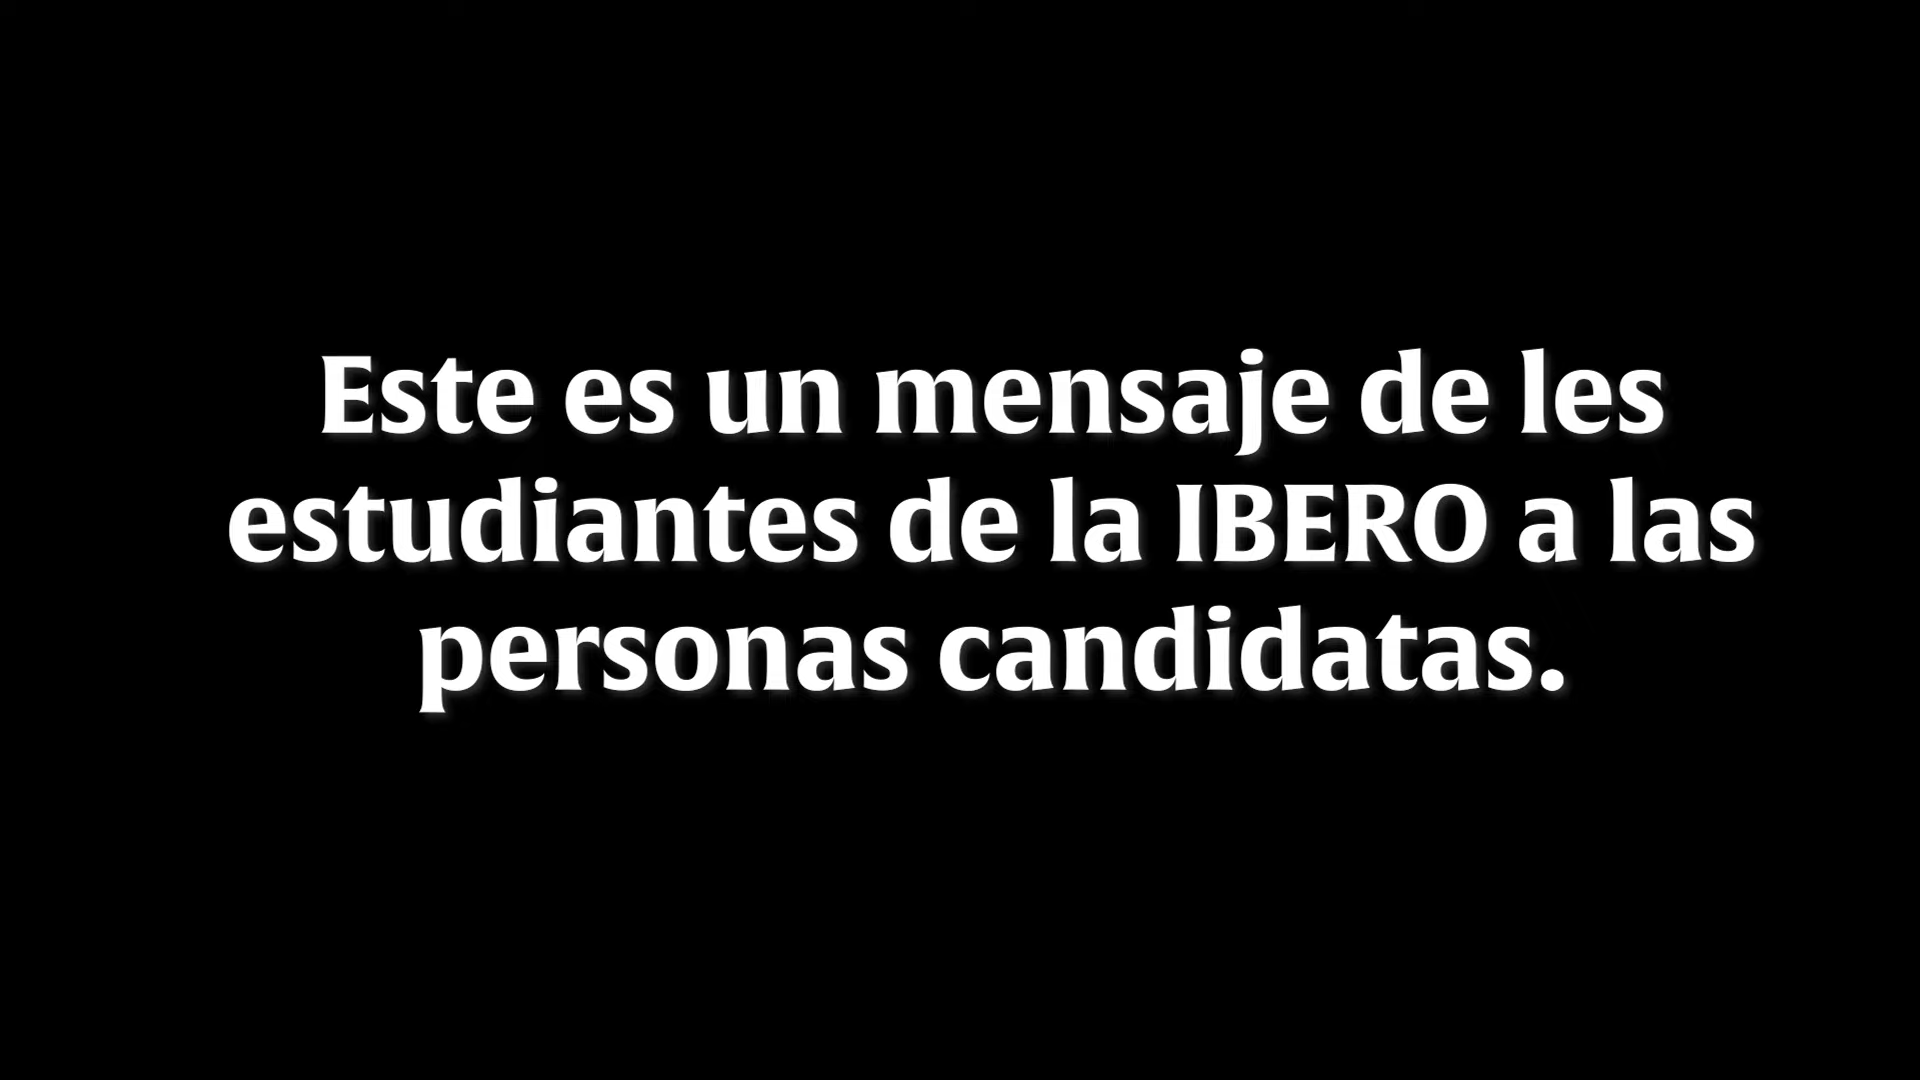 Este es un mensaje de les
estudiantes de la IBERO a las
personas candidatas.